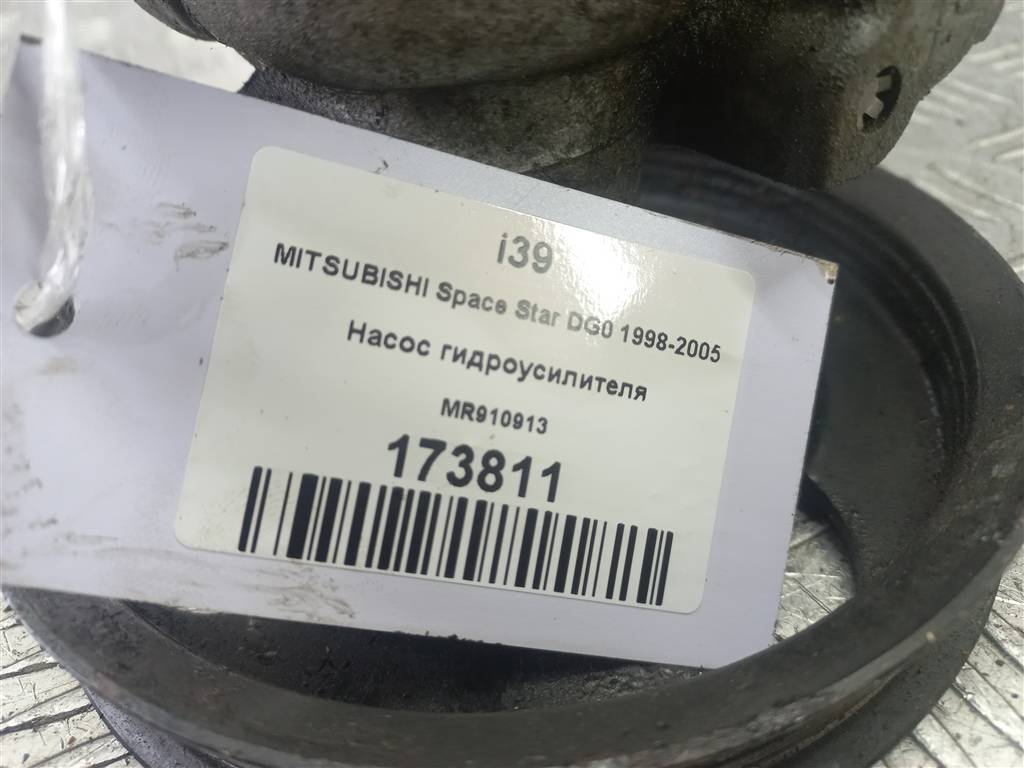 i39
MITSUBISHI Space Star DG0 1998-2005
Насос гидроусилителя
MR910913
173811